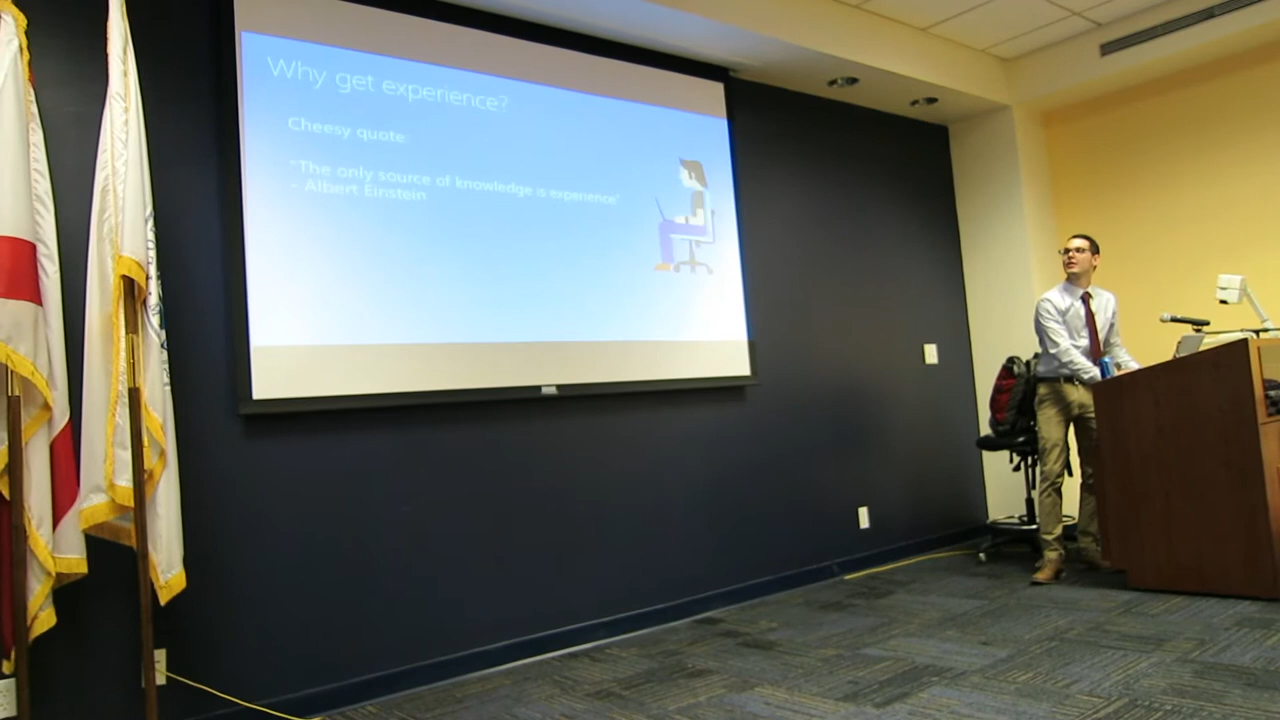 Why get experience?
Cheesy quote:
"The only source of knowledge is experience"
- Albert Einstein